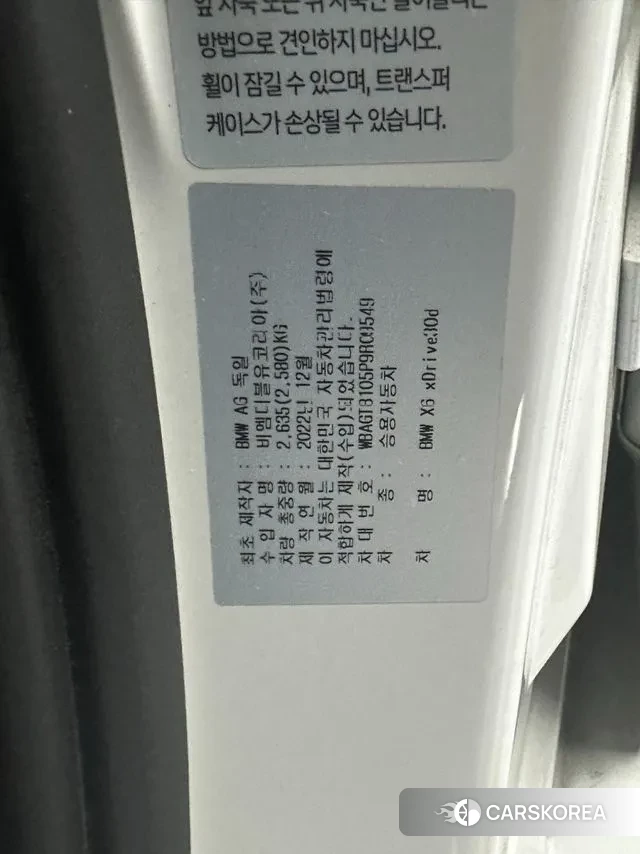 방법으로 견인하지 마십시오.
휠이 잠길 수 있으며, 트랜스퍼
케이스가 손상될 수 있습니다.
최초 제작자 : BMW AG 독일
수 입 자 명 : 비엠더블유코리아(주)
차량 총중량 : 2,635(2,580)KG
제 작 연 월 : 2022년 12월
이 자동차는 대한민국 자동차관리법령에
적합하게 제작(수입)되었습니다.
차 대 번 호 : WBAGT8105P9R00549
차 종 : 승용자동차
차 명 : BMW X6 xDrive30d
CARSKOREA